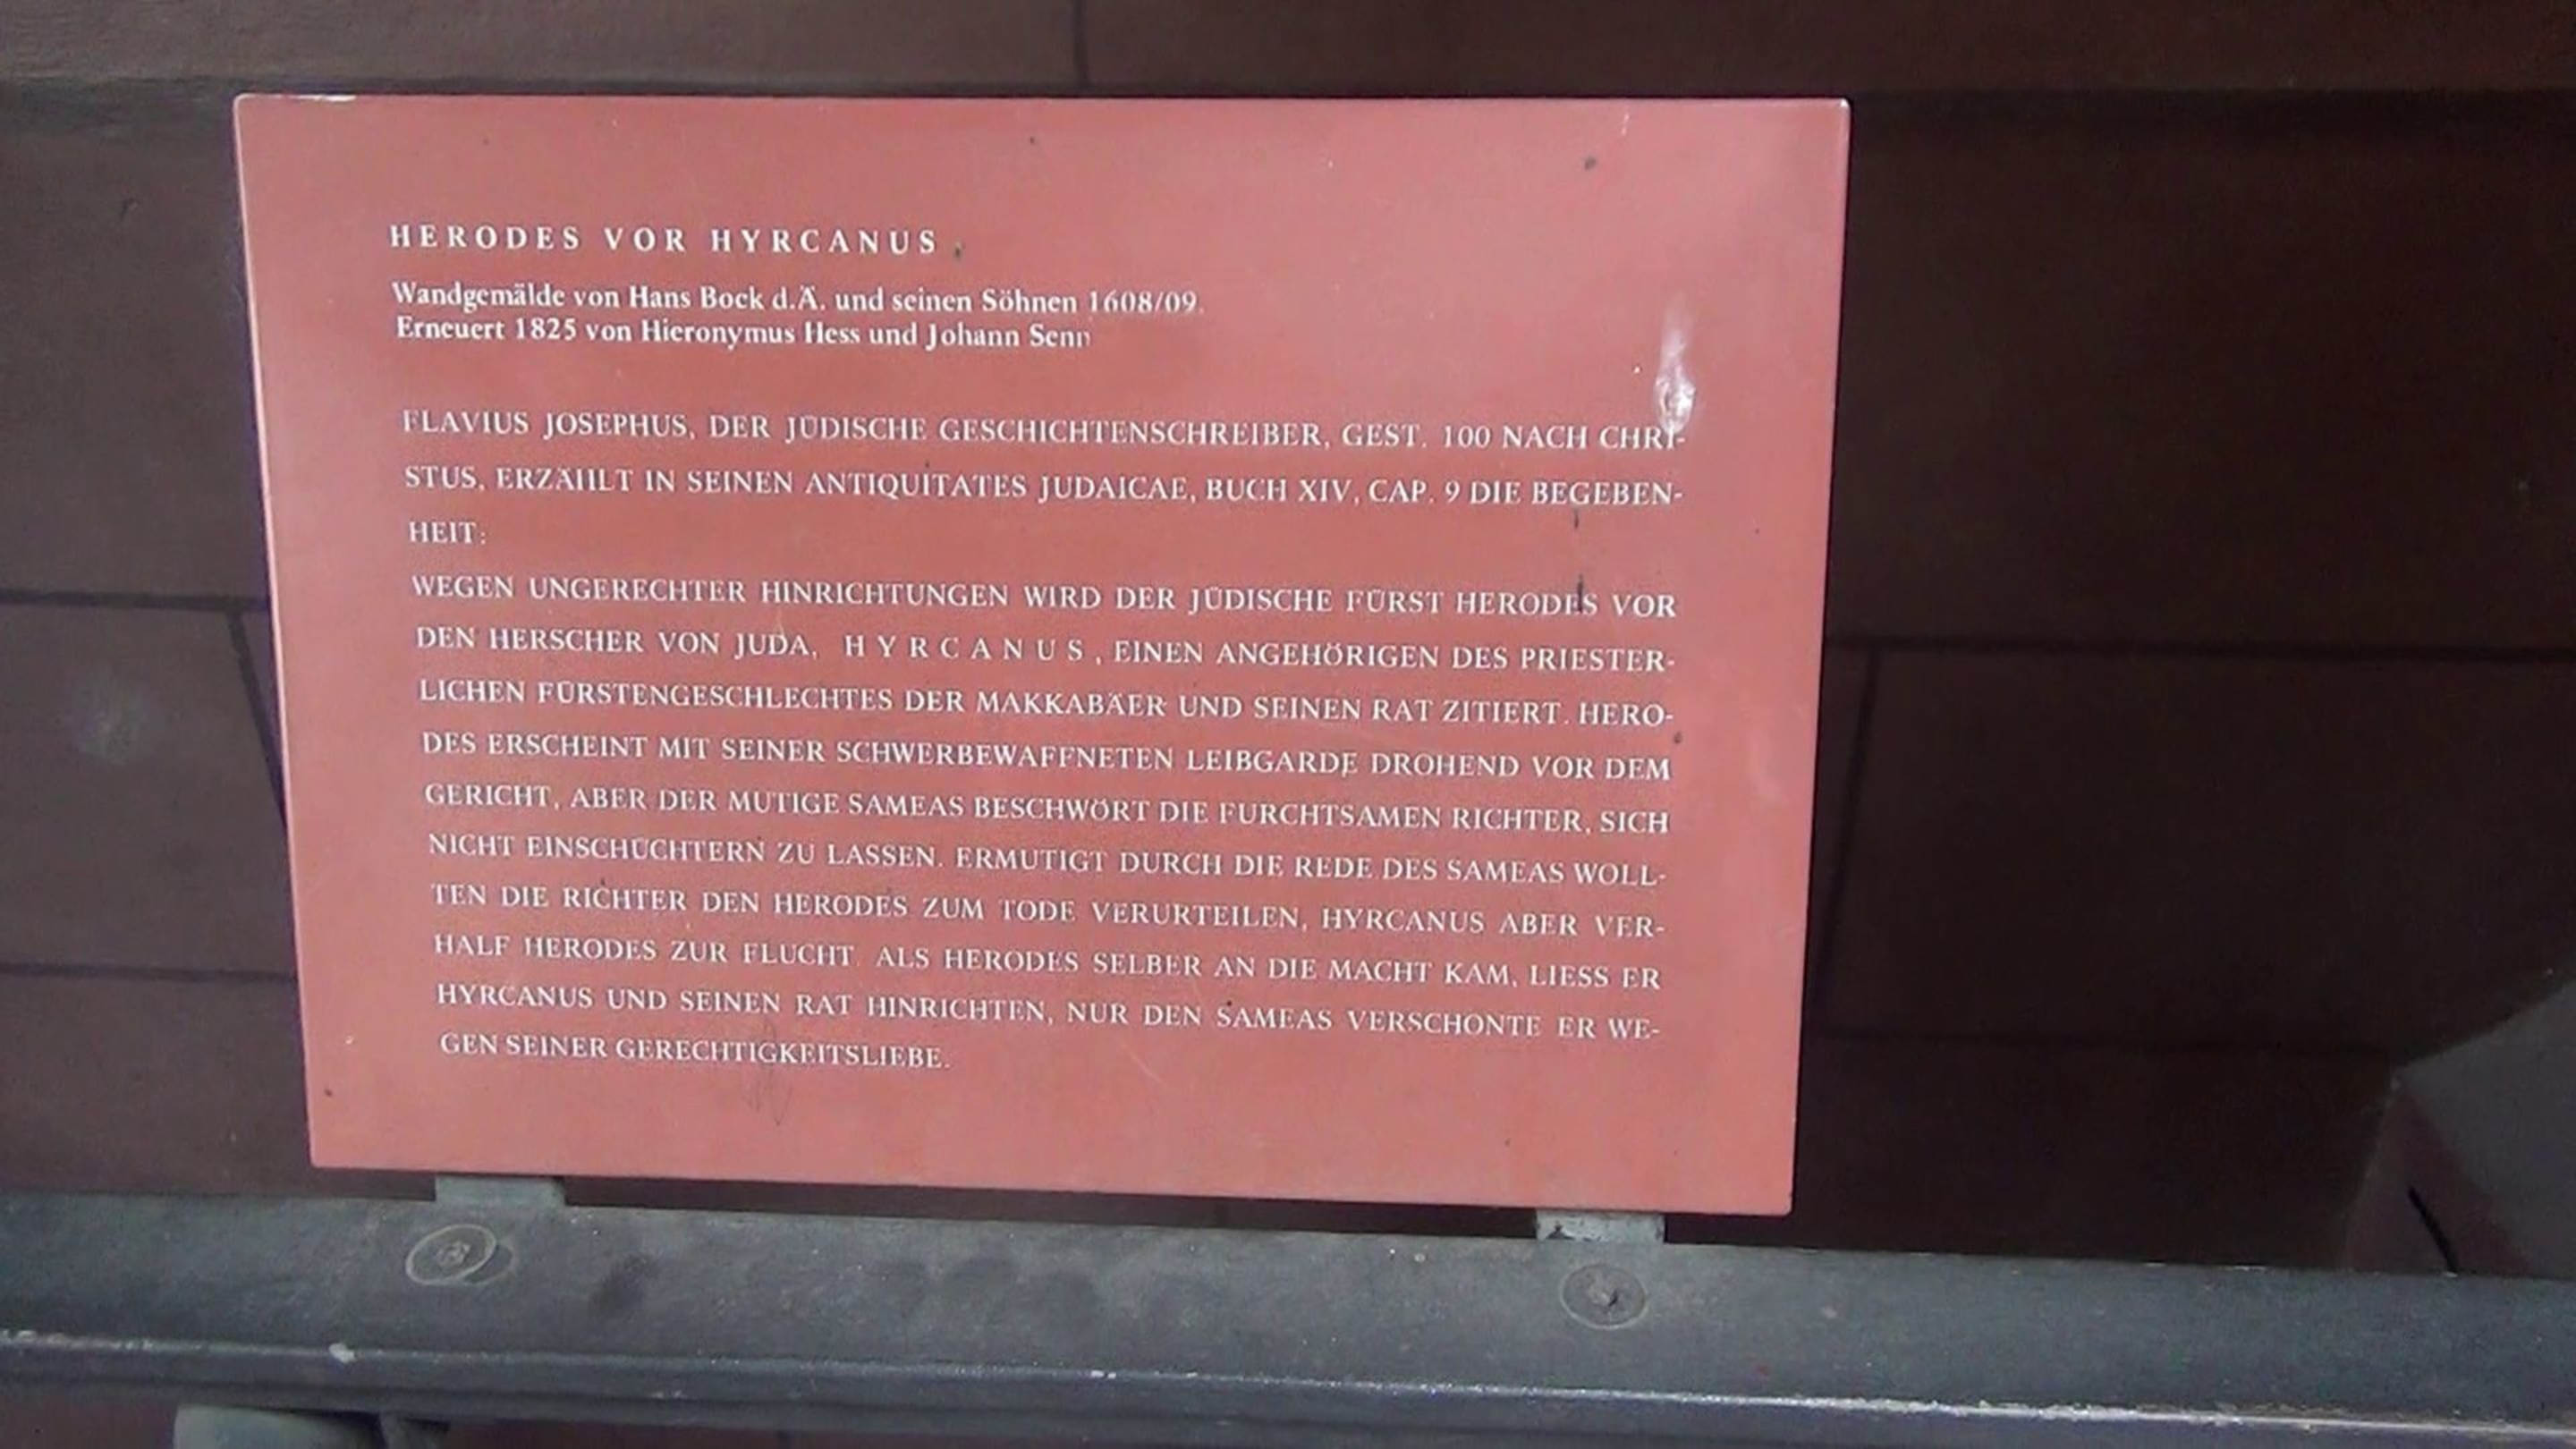 HERODES VOR HYRCANUS
Wandgemälde von Hans Bock d.Ä. und seinen Söhnen 1608/09.
Erneuert 1825 von Hieronymus Hess und Johann Senn
FLAVIUS JOSEPHUS, DER JÜDISCHE GESCHICHTENSCHREIBER, GEST. 100 NACH CHRI-
STUS, ERZÄHLT IN SEINEN ANTIQUITATES JUDAICAE, BUCH XIV, CAP. 9 DIE BEGEBEN-
HEIT:
WEGEN UNGERECHTER HINRICHTUNGEN WIRD DER JÜDISCHE FÜRST HERODES VOR
DEN HERSCHER VON JUDA, HYRCANUS, EINEN ANGEHÖRIGEN DES PRIESTER-
LICHEN FÜRSTENGESCHLECHTES DER MAKKABÄER UND SEINEN RAT ZITIERT. HERO-
DES ERSCHEINT MIT SEINER SCHWERBEWAFFNETEN LEIBGARDE DROHEND VOR DEM
GERICHT, ABER DER MUTIGE SAMEAS BESCHWÖRT DIE FURCHTSAMEN RICHTER, SICH
NICHT EINSCHÜCHTERN ZU LASSEN. ERMUTIGT DURCH DIE REDE DES SAMEAS WOLL-
TEN DIE RICHTER DEN HERODES ZUM TODE VERURTEILEN, HYRCANUS ABER VER-
HALF HERODES ZUR FLUCHT. ALS HERODES SELBER AN DIE MACHT KAM, LIESS ER
HYRCANUS UND SEINEN RAT HINRICHTEN, NUR DEN SAMEAS VERSCHONTE ER WE-
GEN SEINER GERECHTIGKEITSLIEBE.